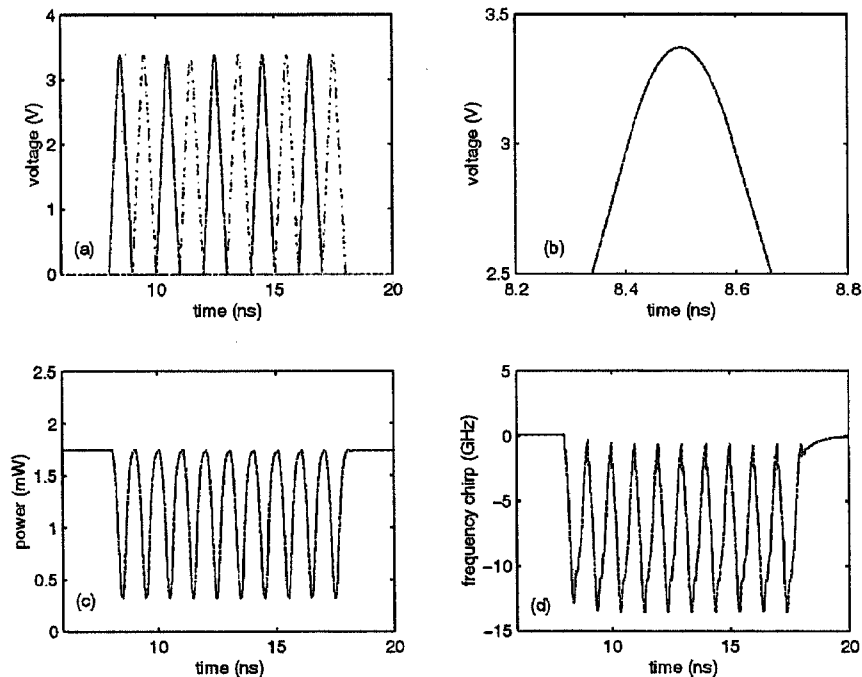 4
3
2
1
0
voltage (V)
(a)
10
15
20
time (ns)
3.5
3
2.5
voltage (V)
(b)
8.2
8.4
8.6
8.8
time (ns)
2.5
2
1.5
1
0.5
0
power (mW)
(c)
10
15
20
time (ns)
5
0
−5
−10
−15
frequency chirp (GHz)
(d)
10
15
20
time (ns)